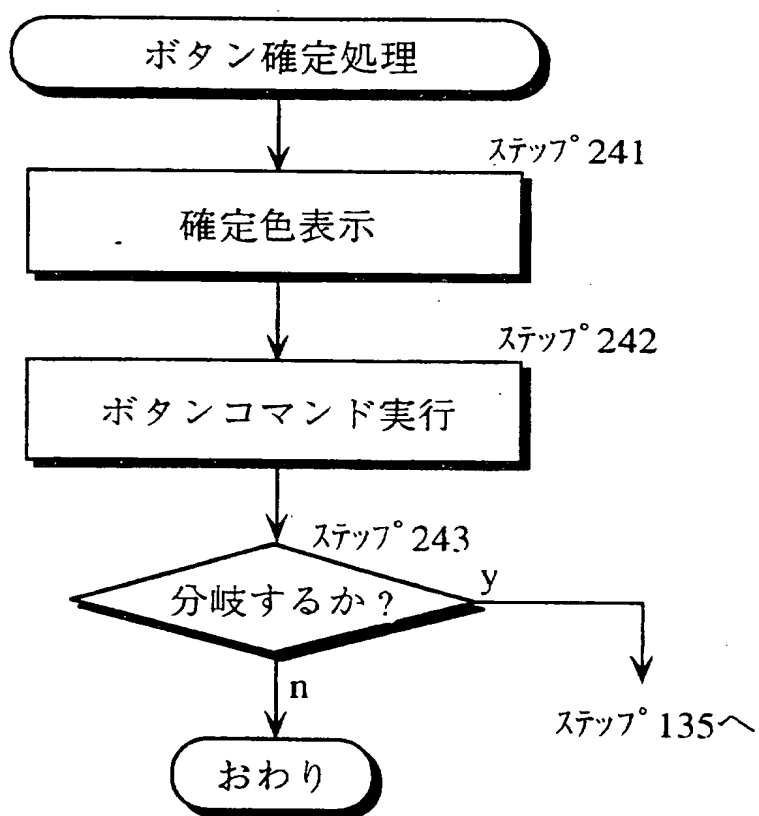 ボタン確定処理
ｽﾃｯﾌﾟ241
確定色表示
ｽﾃｯﾌﾟ242
ボタンコマンド実行
ｽﾃｯﾌﾟ243
分岐するか?
y
n
ｽﾃｯﾌﾟ135へ
おわり